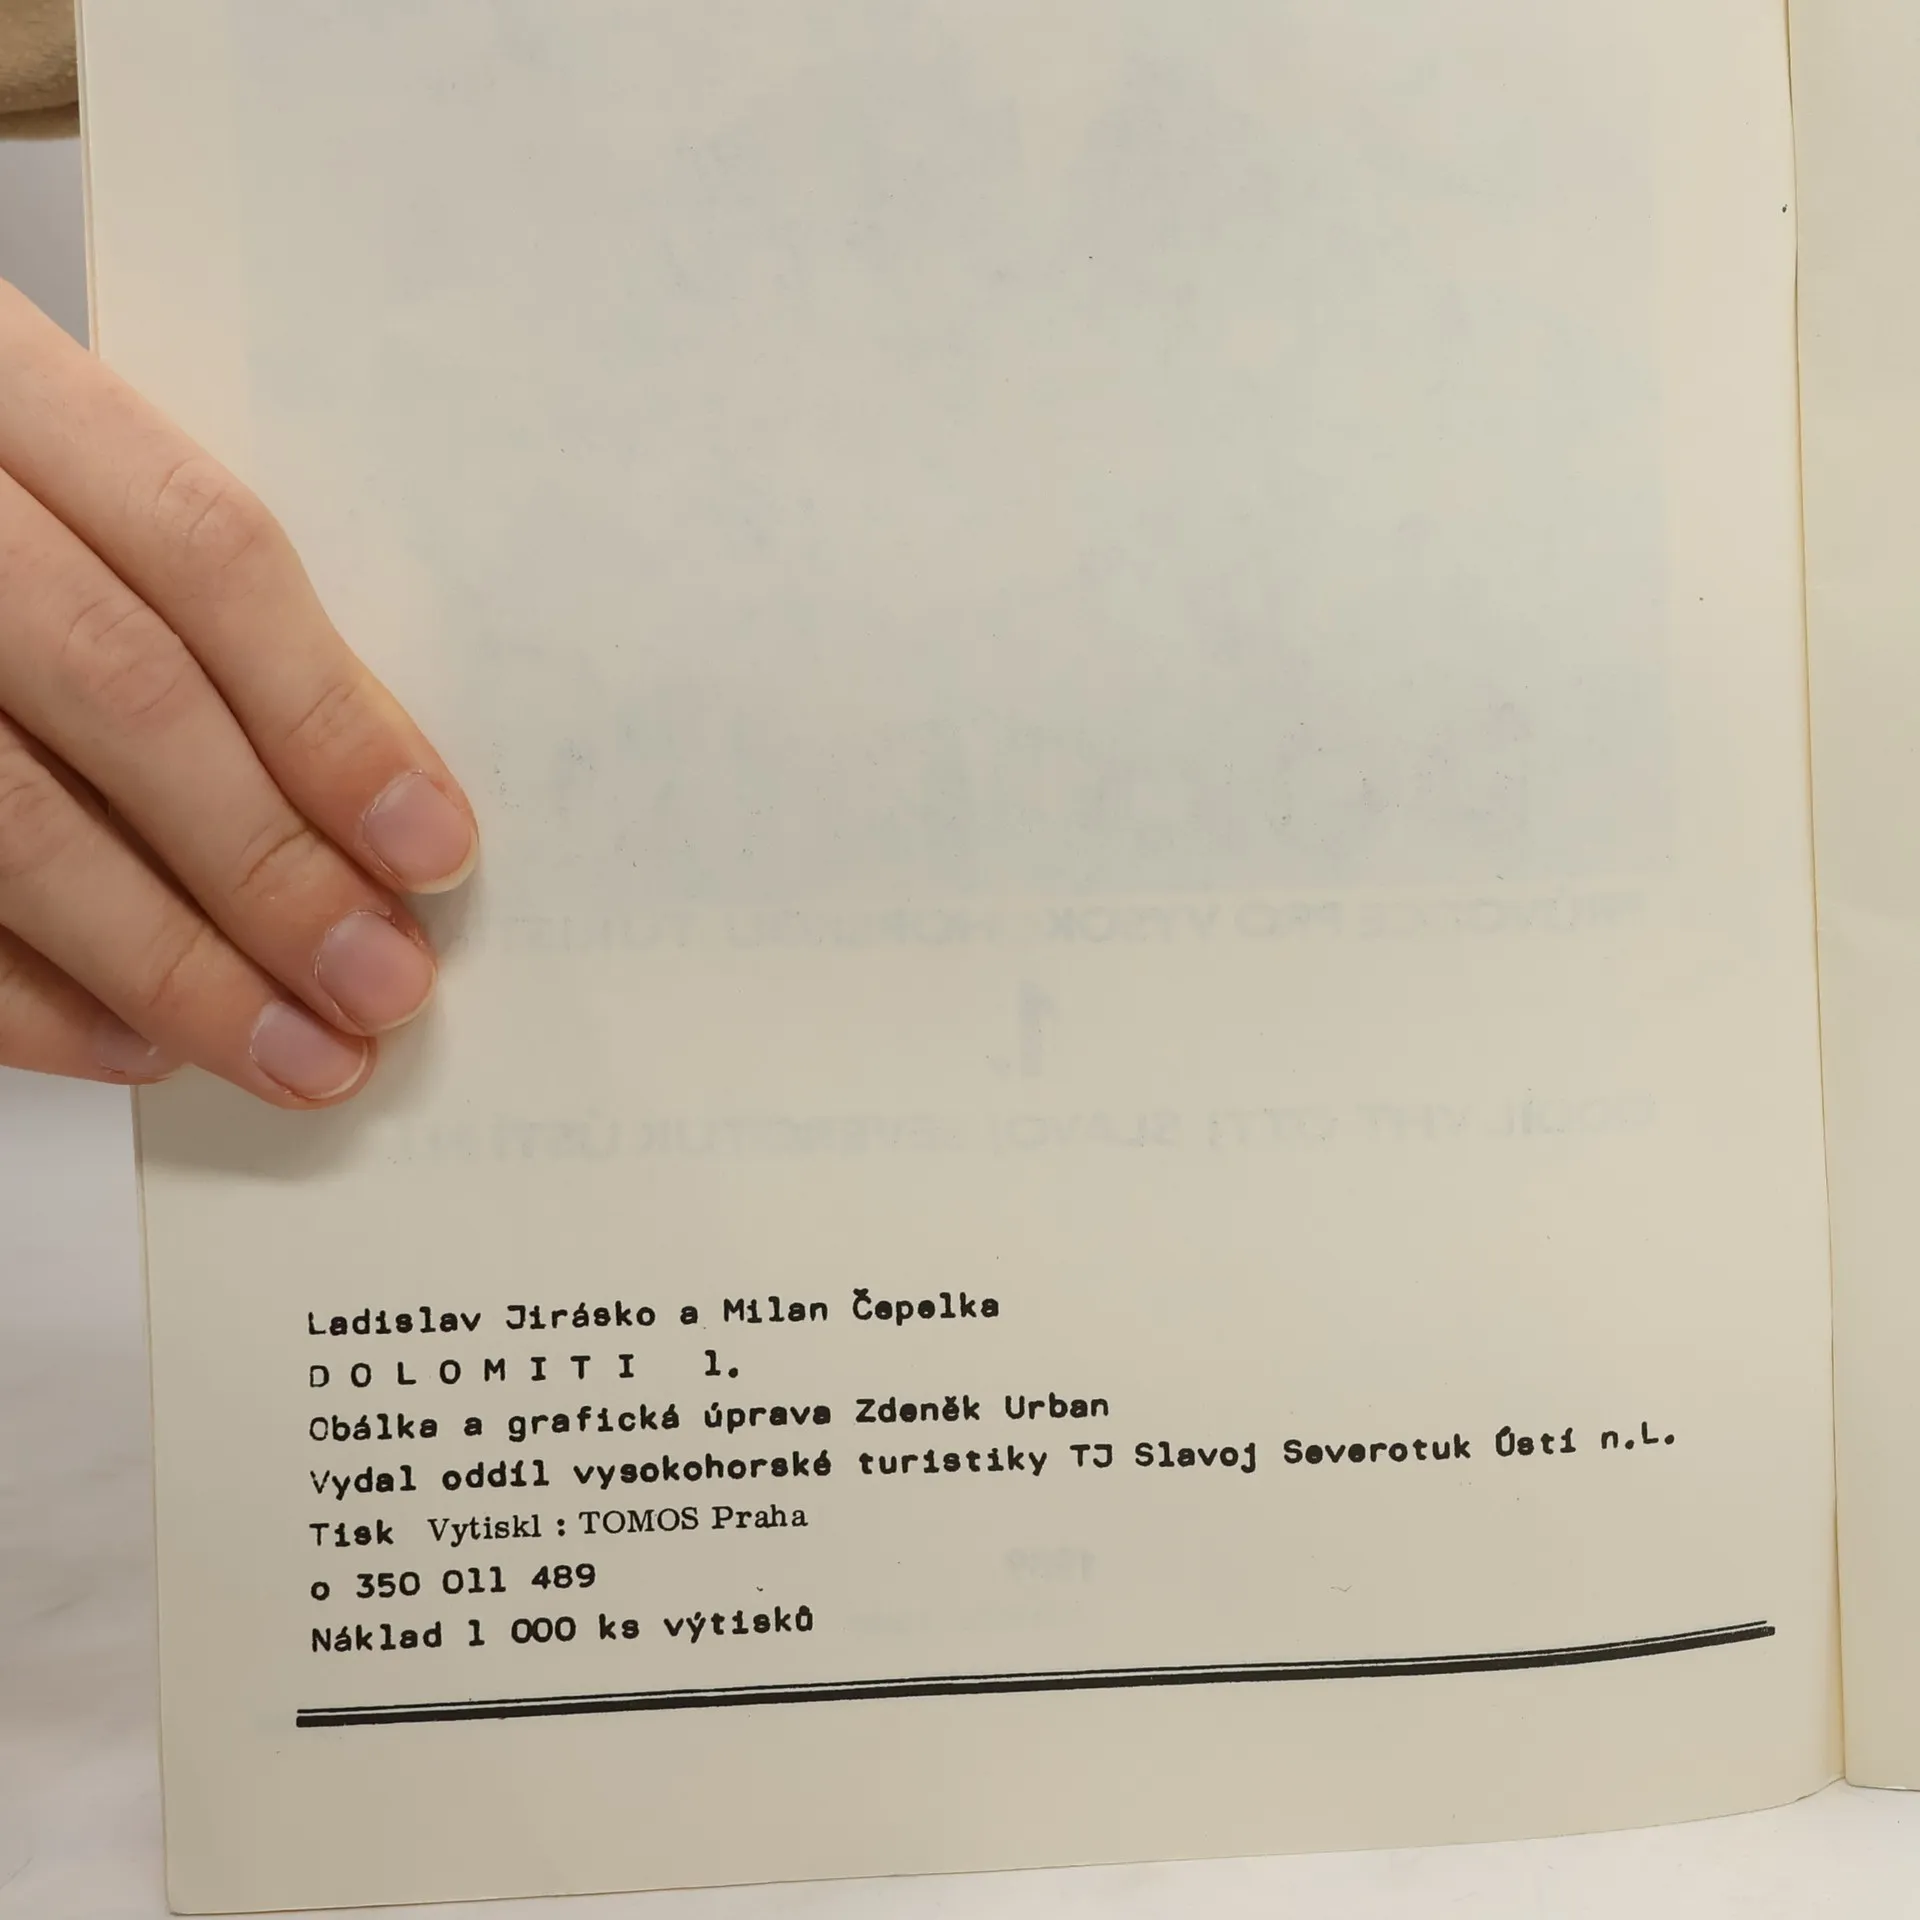 Ladislav Jirásko a Milan Čepelka
D O L O M I T I 1.
Obálka a grafická úprava Zdeněk Urban
Vydal oddíl vysokohorské turistiky TJ Slavoj Severotuk Ústí n.L.
Tisk Vytiskl : TOMOS Praha
o 350 011 489
Náklad 1 000 ks výtisků